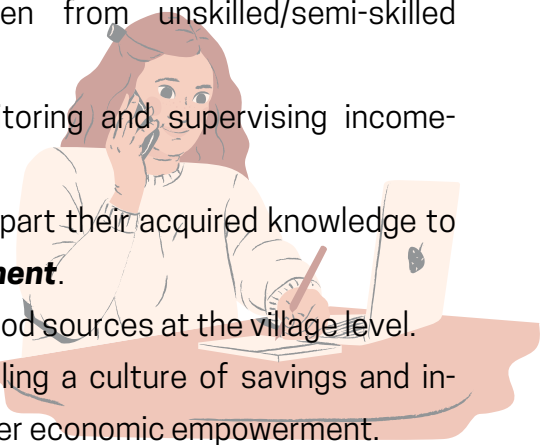 en from unskilled/semi-skilled
toring and supervising income-
part their acquired knowledge to
ment.
od sources at the village level.
ling a culture of savings and in-
er economic empowerment.